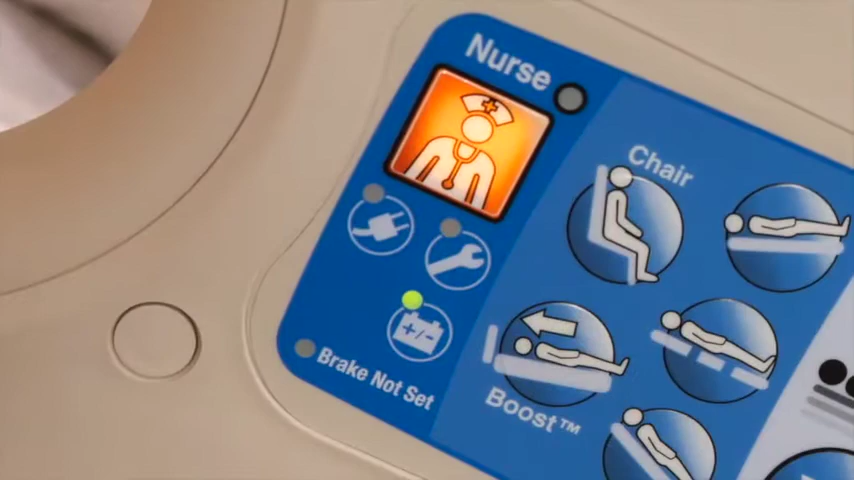 Nurse
Chair
+/-
Brake Not Set
Boost™